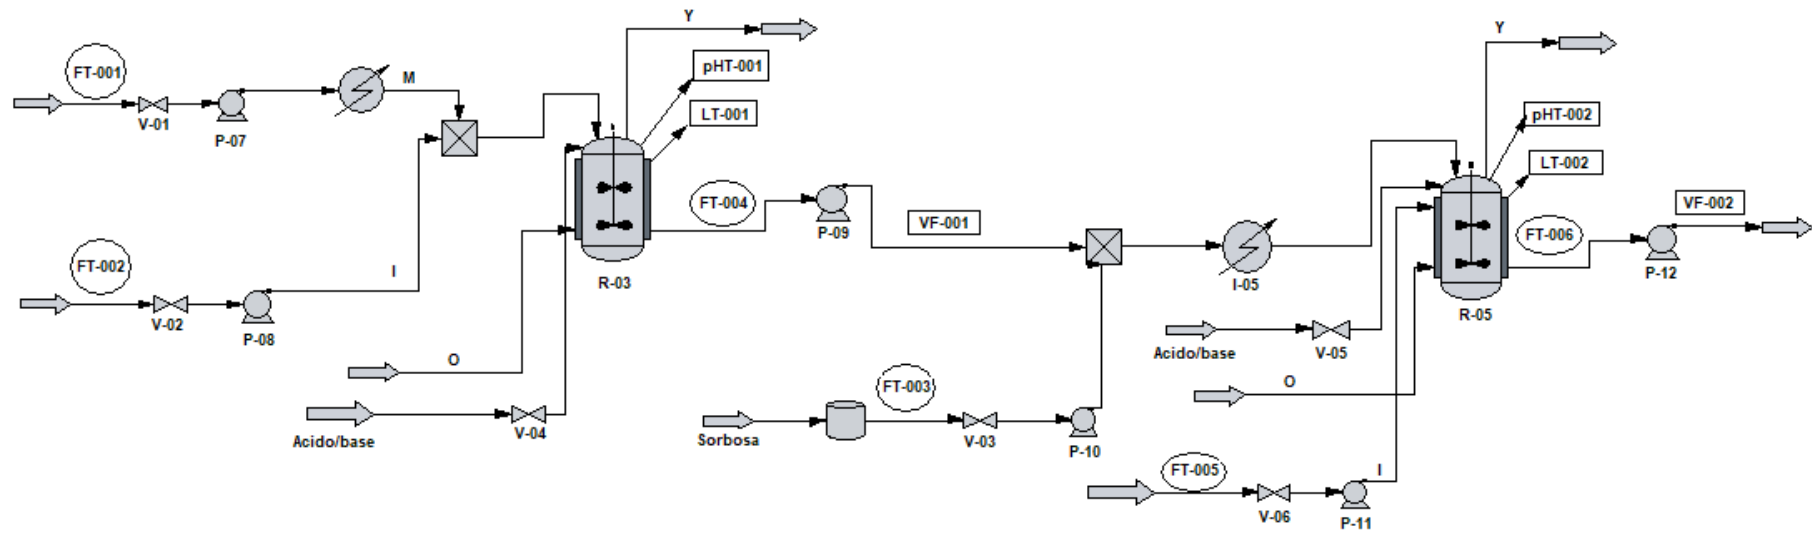 Y
FT-001
M
V-01
P-07
pHT-001
LT-001
FT-002
I
V-02
P-08
R-03
FT-004
P-09
VF-001
O
Acido/base
V-04
Sorbosa
FT-003
V-03
P-10
I-05
Y
pHT-002
LT-002
FT-006
VF-002
P-12
R-05
Acido/base
V-05
O
FT-005
V-06
I
P-11